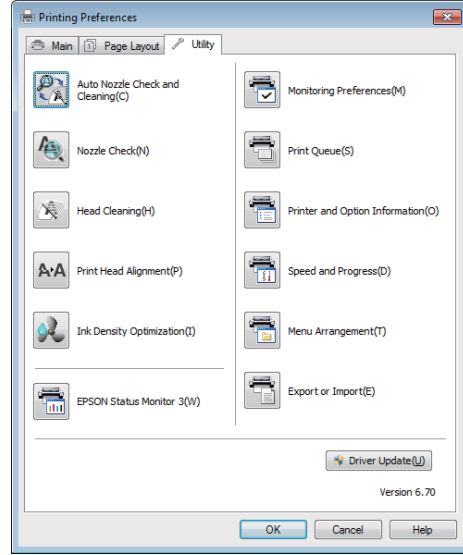 Printing Preferences
Main
Page Layout
Utility
Auto Nozzle Check and
Cleaning(C)
Nozzle Check(N)
Head Cleaning(H)
Print Head Alignment(P)
Ink Density Optimization(I)
EPSON Status Monitor 3(W)
Monitoring Preferences(M)
Print Queue(S)
Printer and Option Information(O)
Speed and Progress(D)
Menu Arrangement(T)
Export or Import(E)
Driver Update(U)
Version 6.70
OK
Cancel
Help